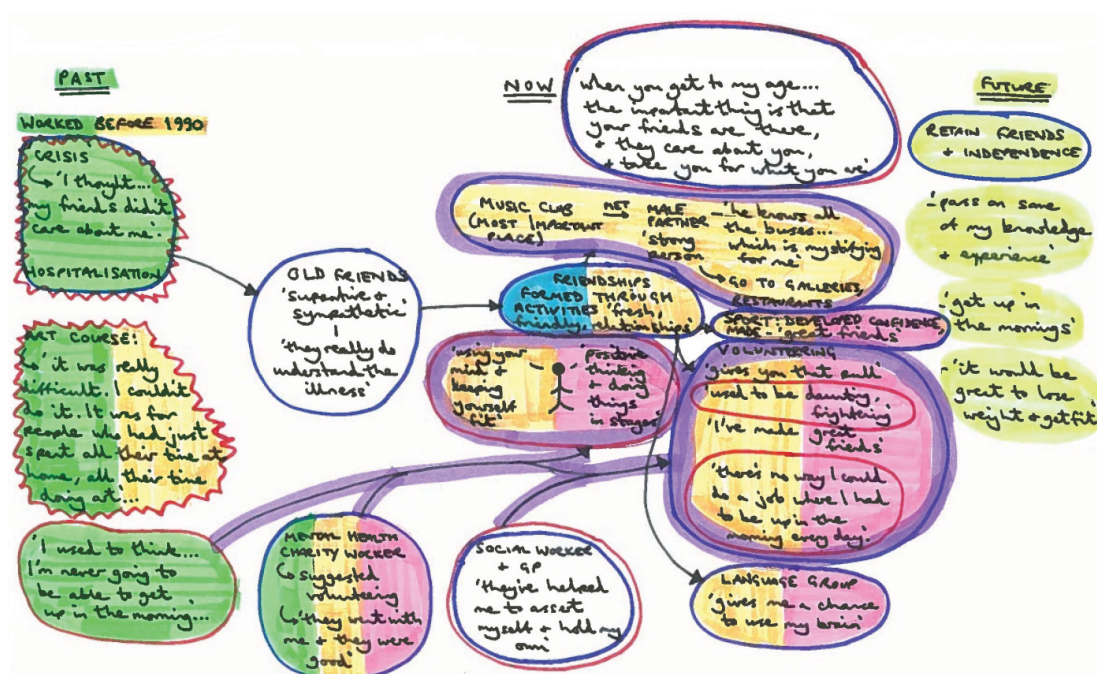 PAST
WORKED BEFORE 1990
CRISIS
'I thought...
my friends didn't
care about me'.
HOSPITALISATION
ART COURSE:
'it was really
difficult, I couldn't
do it. It was for
people who had just
spent all their time at
home, all their time
doing art'...
'I used to think...
I'm never going to
be able to get
up in the morning...
OLD FRIENDS
'supportive &
sympathetic'
'they really do
understand the
illness'
MENTAL HEALTH
CHARITY WORKER
suggested
volunteering
'they went with
me & they were
good'
SOCIAL WORKER
+ GP
'they've helped
me to asset
myself & hold my
own'
NOW
'when you get to my age...
the important thing is that
your friends are there,
& they care about you,
& take you for what you are'
MUSIC CLUB
(MOST IMPORTANT
PLACE)
MET
MALE
PARTNER
'strong
person'
- 'he knows all
the buses...
which is mystifying
for me'
GO TO GALLERIES,
RESTAURANTS
FRIENDSHIPS
FORMED THROUGH
ACTIVITIES 'fresh,
friendly, relationships'
SPORT: DEVELOPED CONFIDENCE,
MADE friends'
'using your
mind &
keeping
yourself
fit'
'positive
thinking
& doing
things
in stages'
VOLUNTEERING
'gives you that pull'
used to be daunting,
frightening
'I've made great
friends'
'there's no way I could
do a job where I had
to be up in the
morning every day.'
LANGUAGE GROUP
'gives me a chance
to use my brain'
FUTURE
RETAIN FRIENDS
+ INDEPENDENCE
- 'pass on some
of my knowledge
& experience'
- 'get up' in
the mornings'
- 'it would be
great to lose
weight & get fit'